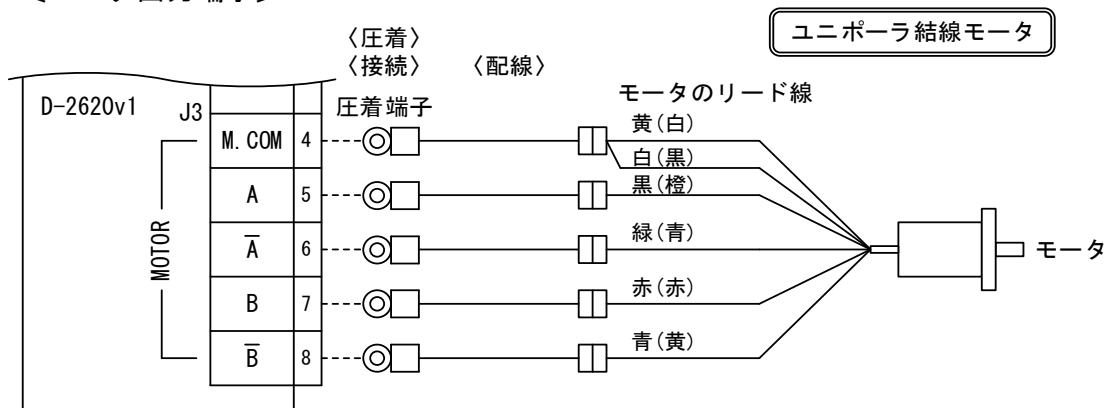 ユニポーラ結線モータ
〈圧着〉
〈接続〉 〈配線〉
D-2620v1
J3
圧着端子
モータのリード線
M.COM 4
黄(白)
白(黒)
A 5
黒(橙)
A̅ 6
緑(青)
MOTOR
モータ
B 7
赤(赤)
B̅ 8
青(黄)